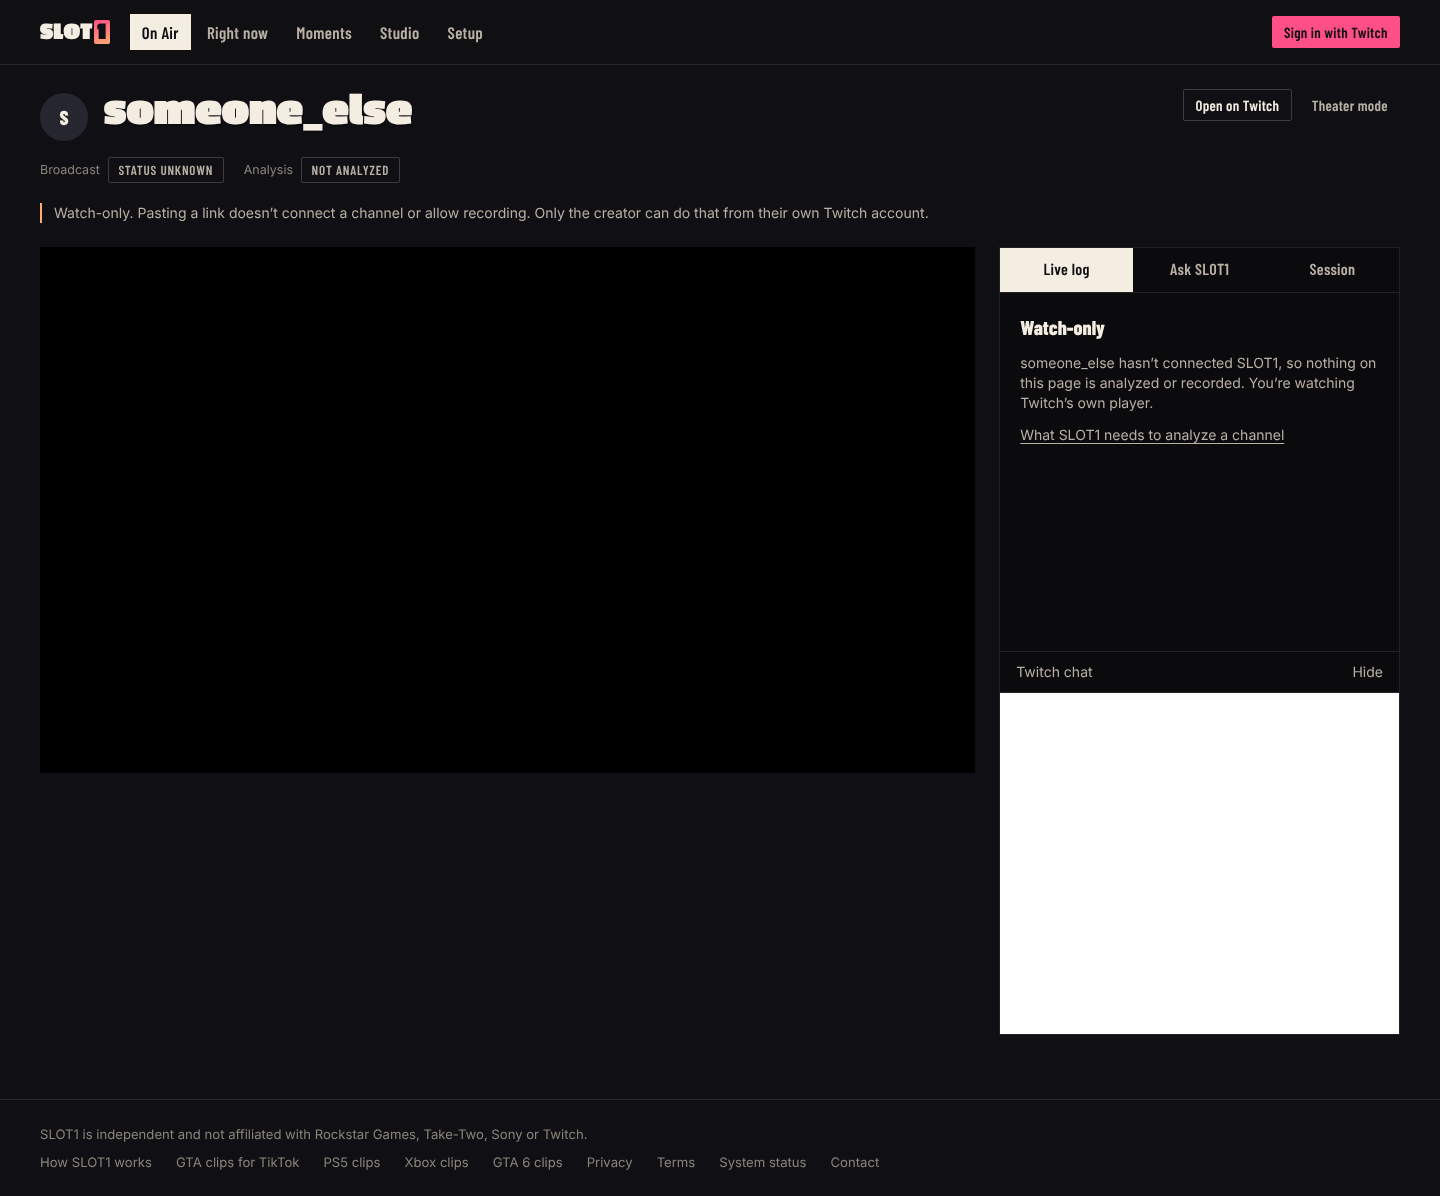 SLOT1
On Air
Right now
Moments
Studio
Setup
Sign in with Twitch
S
someone_else
Open on Twitch
Theater mode
Broadcast
STATUS UNKNOWN
Analysis
NOT ANALYZED
Watch-only. Pasting a link doesn’t connect a channel or allow recording. Only the creator can do that from their own Twitch account.
Live log
Ask SLOT1
Session
Watch-only
someone_else hasn’t connected SLOT1, so nothing on
this page is analyzed or recorded. You’re watching
Twitch’s own player.
What SLOT1 needs to analyze a channel
Twitch chat
Hide
SLOT1 is independent and not affiliated with Rockstar Games, Take-Two, Sony or Twitch.
How SLOT1 works
GTA clips for TikTok
PS5 clips
Xbox clips
GTA 6 clips
Privacy
Terms
System status
Contact